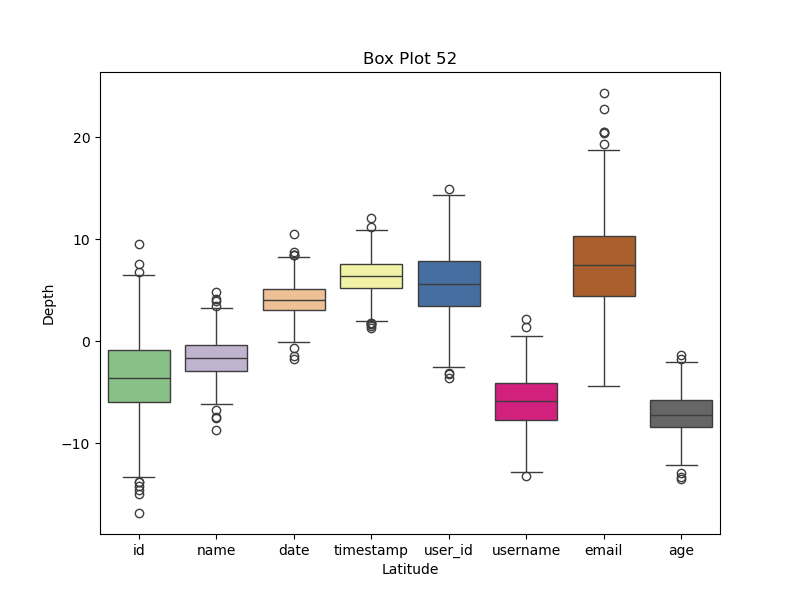 Box Plot 52
Depth
20
10
0
−10
id name date timestamp user_id username email age
Latitude